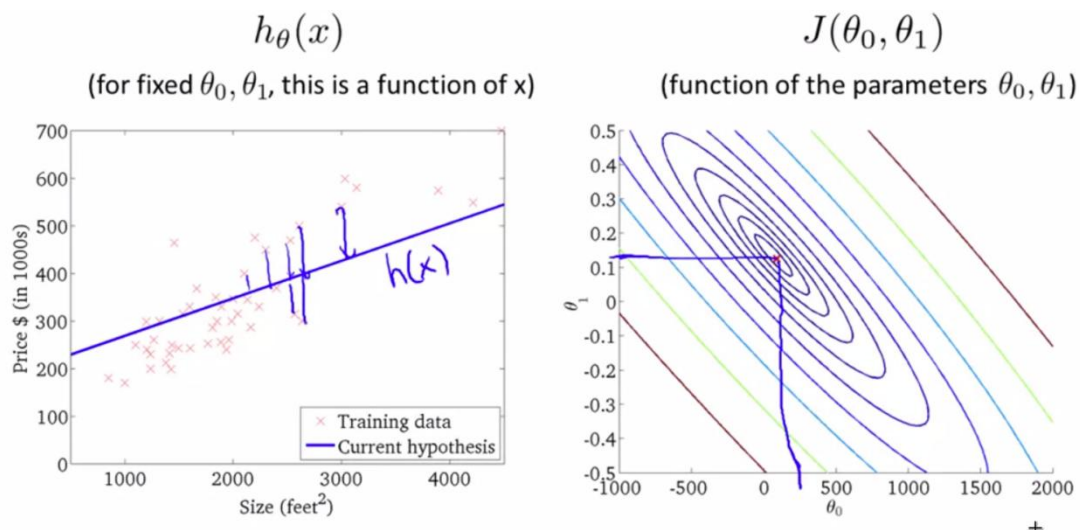 hθ(x)
(for fixed θ0, θ1, this is a function of x)
700
600
500
400
300
200
100
0
Price $ (in 1000s)
1000
2000
3000
4000
Size (feet²)
h(x)
Training data
Current hypothesis
J(θ0, θ1)
(function of the parameters θ0, θ1)
0.5
0.4
0.3
0.2
0.1
0
-0.1
-0.2
-0.3
-0.4
-0.5
θ1
-1000
-500
0
500
1000
1500
2000
θ0